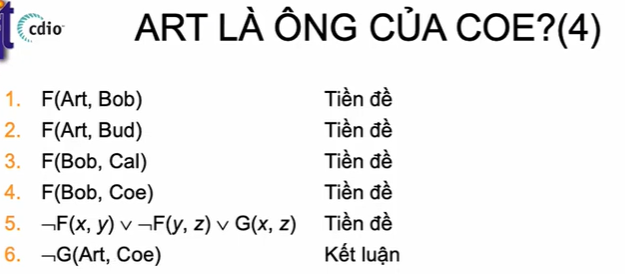 cdio
ART LÀ ÔNG CỦA COE?(4)
1. F(Art, Bob) Tiền đề
2. F(Art, Bud) Tiền đề
3. F(Bob, Cal) Tiền đề
4. F(Bob, Coe) Tiền đề
5. ¬F(x, y) ∨ ¬F(y, z) ∨ G(x, z) Tiền đề
6. ¬G(Art, Coe) Kết luận